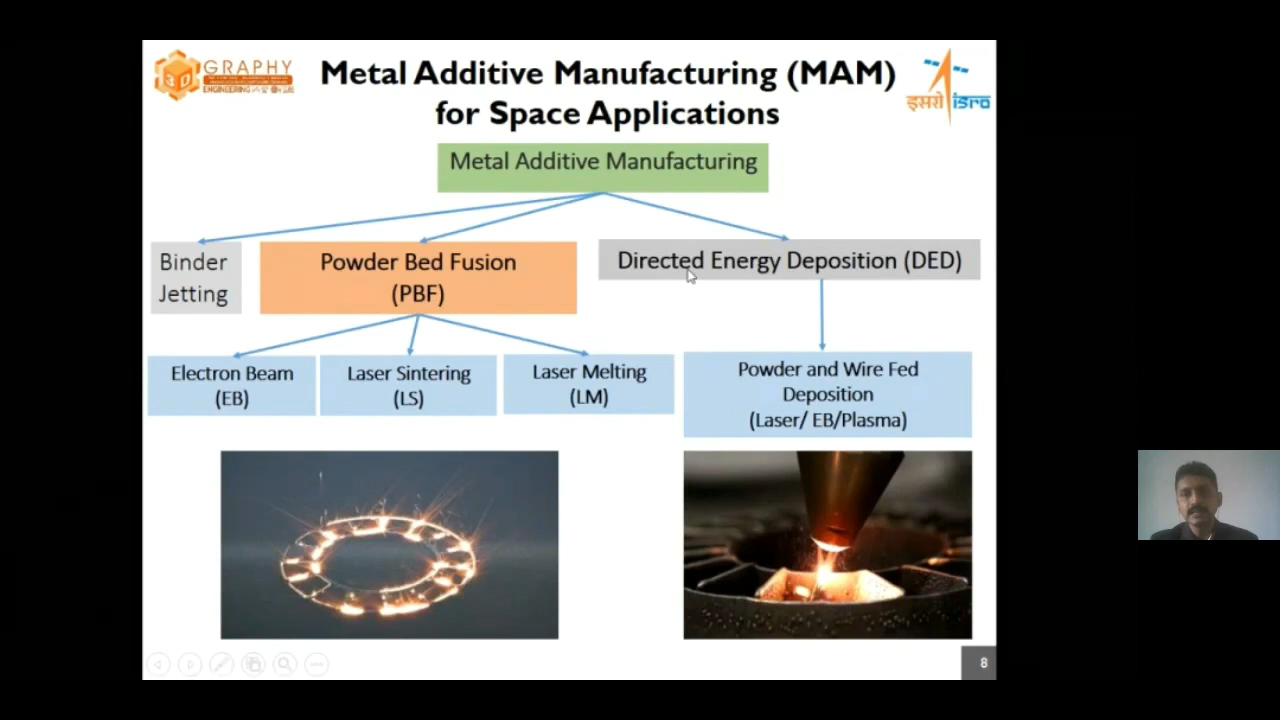 3D GRAPHY
ENGINEERING
Metal Additive Manufacturing (MAM)
for Space Applications
इसरो isro
Metal Additive Manufacturing
Binder
Jetting
Powder Bed Fusion
(PBF)
Directed Energy Deposition (DED)
Electron Beam
(EB)
Laser Sintering
(LS)
Laser Melting
(LM)
Powder and Wire Fed
Deposition
(Laser/ EB/Plasma)
8